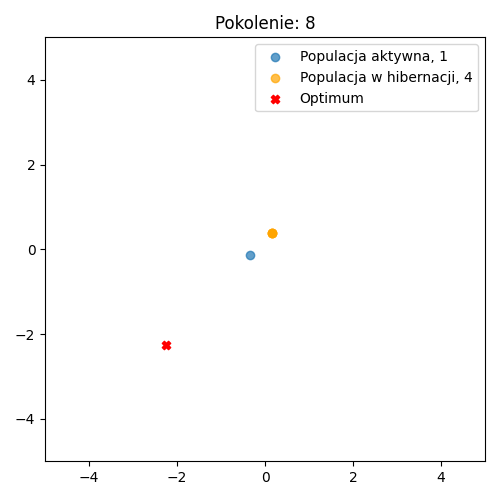 Pokolenie: 8
Populacja aktywna, 1
Populacja w hibernacji, 4
Optimum
4
2
0
−2
−4
−4 −2 0 2 4